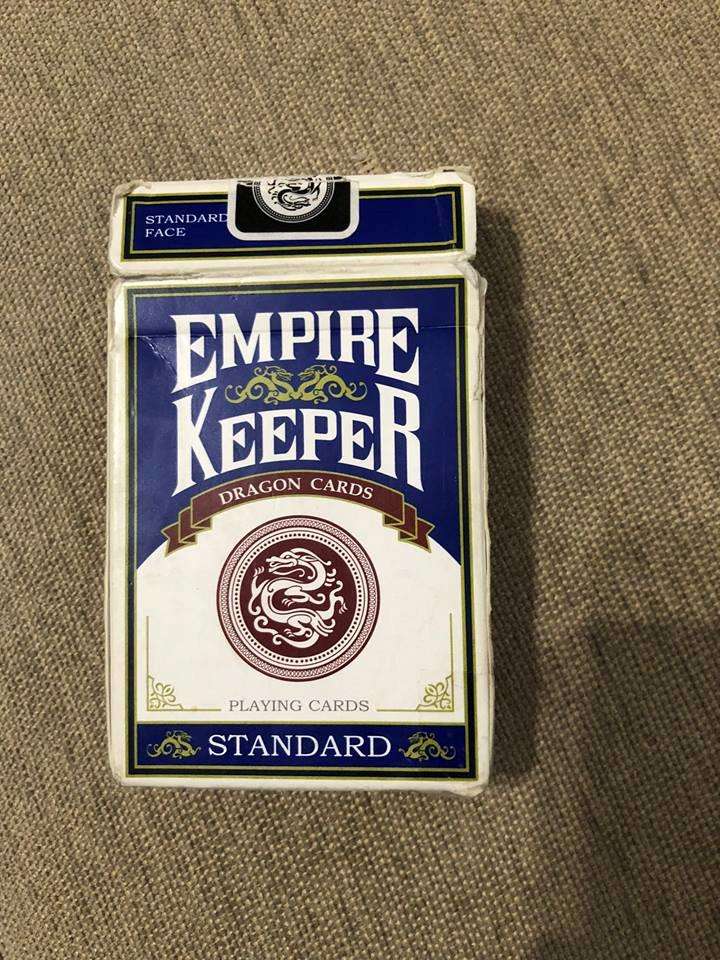 STANDARD
FACE
EMPIRE
KEEPER
DRAGON CARDS
PLAYING CARDS
STANDARD